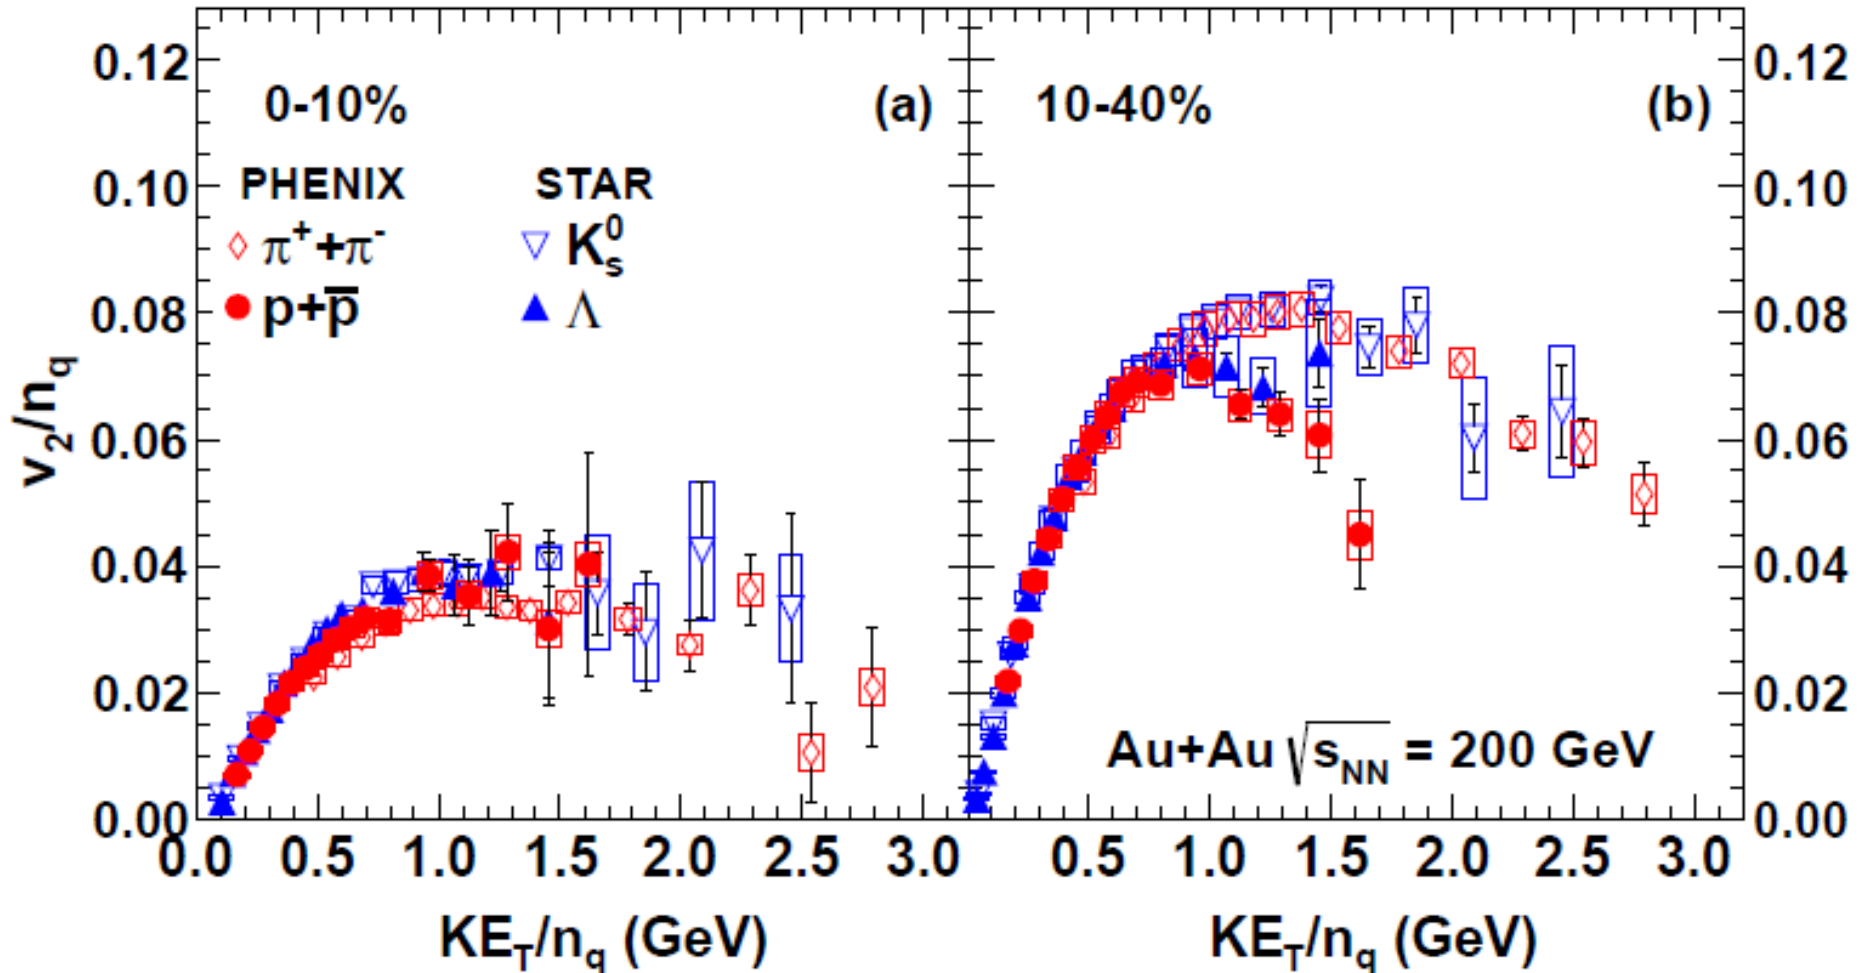 0-10%
(a)
PHENIX
STAR
π⁺+π⁻
K⁰ₛ
p+p̅
Λ
v₂/n_q
0.12
0.10
0.08
0.06
0.04
0.02
0.00
0.0 0.5 1.0 1.5 2.0 2.5 3.0
KE_T/n_q (GeV)
10-40%
(b)
Au+Au √s_NN = 200 GeV
0.12
0.10
0.08
0.06
0.04
0.02
0.00
0.5 1.0 1.5 2.0 2.5 3.0
KE_T/n_q (GeV)